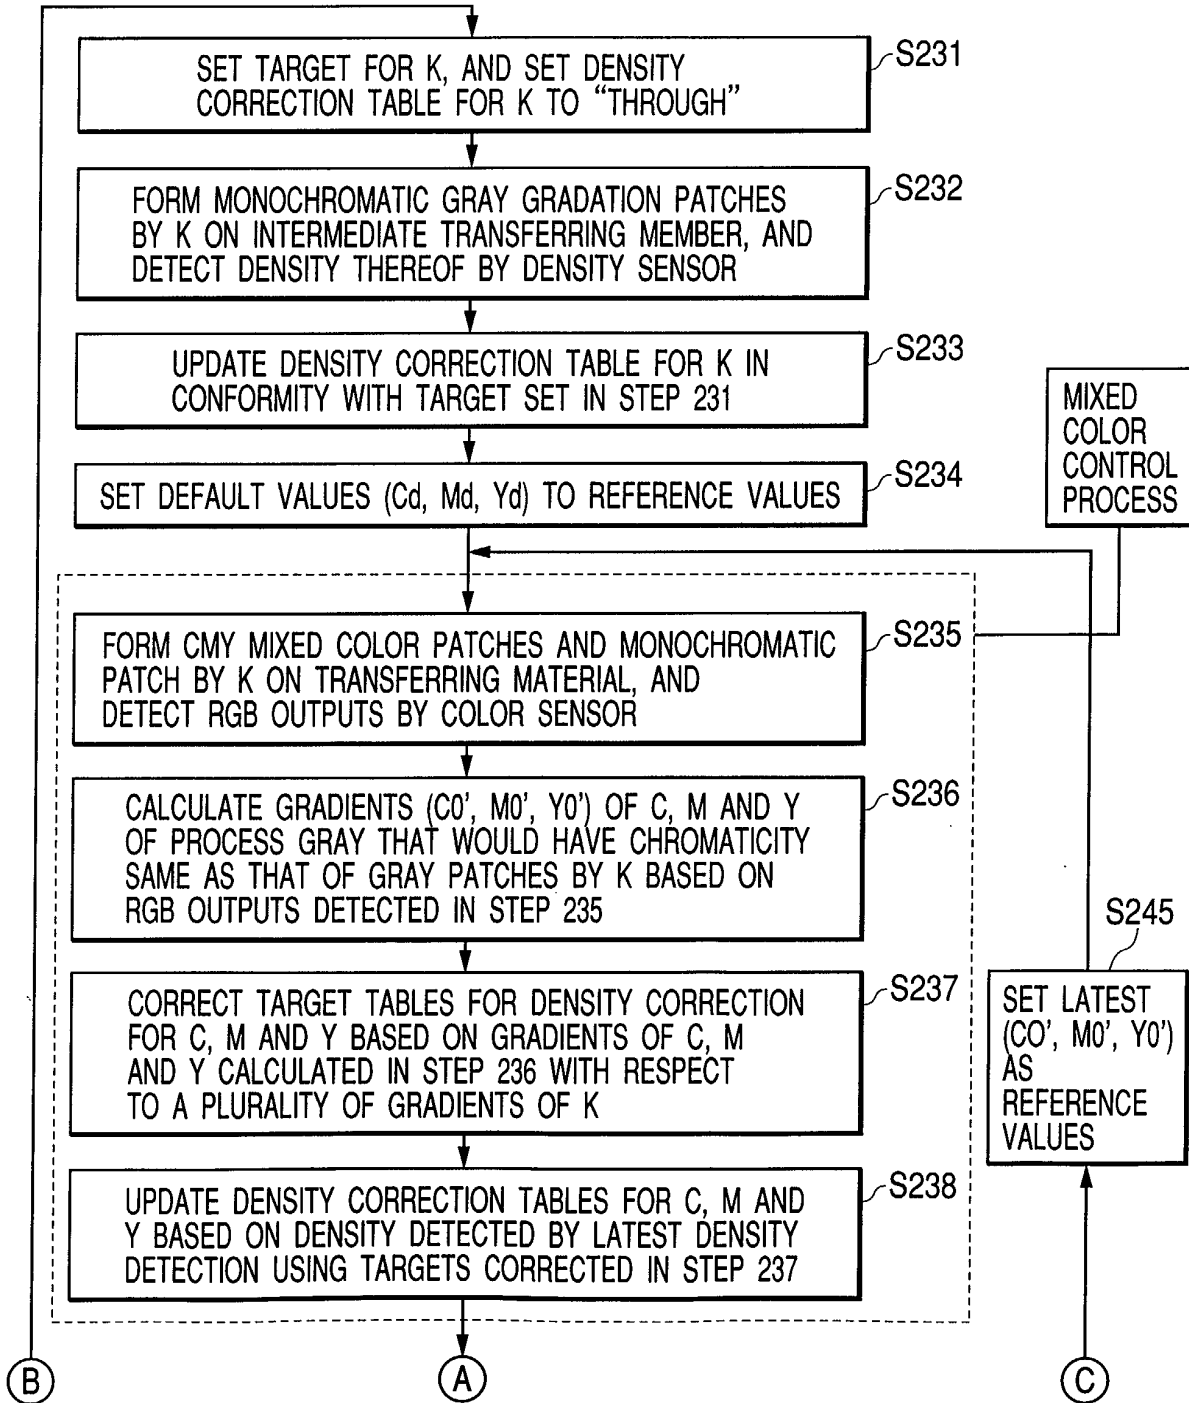 SET TARGET FOR K, AND SET DENSITY
CORRECTION TABLE FOR K TO “THROUGH”
S231
FORM MONOCHROMATIC GRAY GRADATION PATCHES
BY K ON INTERMEDIATE TRANSFERRING MEMBER, AND
DETECT DENSITY THEREOF BY DENSITY SENSOR
S232
UPDATE DENSITY CORRECTION TABLE FOR K IN
CONFORMITY WITH TARGET SET IN STEP 231
S233
SET DEFAULT VALUES (Cd, Md, Yd) TO REFERENCE VALUES
S234
MIXED
COLOR
CONTROL
PROCESS
FORM CMY MIXED COLOR PATCHES AND MONOCHROMATIC
PATCH BY K ON TRANSFERRING MATERIAL, AND
DETECT RGB OUTPUTS BY COLOR SENSOR
S235
CALCULATE GRADIENTS (C0', M0', Y0') OF C, M AND Y
OF PROCESS GRAY THAT WOULD HAVE CHROMATICITY
SAME AS THAT OF GRAY PATCHES BY K BASED ON
RGB OUTPUTS DETECTED IN STEP 235
S236
CORRECT TARGET TABLES FOR DENSITY CORRECTION
FOR C, M AND Y BASED ON GRADIENTS OF C, M
AND Y CALCULATED IN STEP 236 WITH RESPECT
TO A PLURALITY OF GRADIENTS OF K
S237
S245
SET LATEST
(CO', M0', Y0')
AS
REFERENCE
VALUES
UPDATE DENSITY CORRECTION TABLES FOR C, M AND
Y BASED ON DENSITY DETECTED BY LATEST DENSITY
DETECTION USING TARGETS CORRECTED IN STEP 237
S238
B
A
C